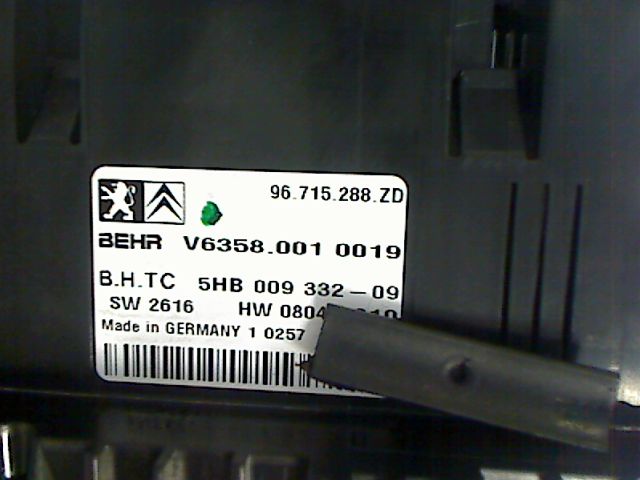 96.715.288.ZD
BEHR V6358.001 0019
B.H.TC 5HB 009 332-09
SW 2616 HW
Made in GERMANY 1 0257